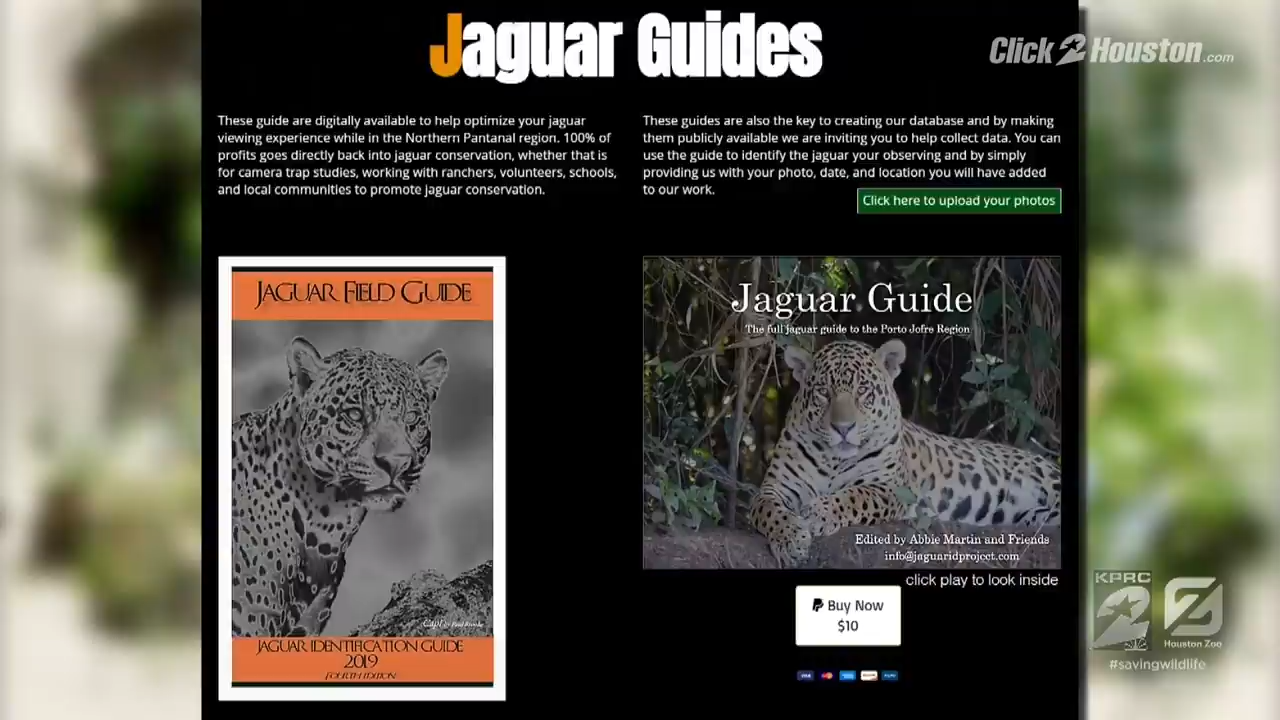 Jaguar Guides
Click2Houston.com
These guide are digitally available to help optimize your jaguar
viewing experience while in the Northern Pantanal region. 100% of
profits goes directly back into jaguar conservation, whether that is
for camera trap studies, working with ranchers, volunteers, schools,
and local communities to promote jaguar conservation.
These guides are also the key to creating our database and by making
them publicly available we are inviting you to help collect data. You can
use the guide to identify the jaguar your observing and by simply
providing us with your photo, date, and location you will have added
to our work.
Click here to upload your photos
JAGUAR FIELD GUIDE
JAGUAR IDENTIFICATION GUIDE
2019
FOURTH EDITION
Jaguar Guide
The full jaguar guide to the Porto Jofre Region
Edited by Abbie Martin and Friends
info@jaguaridproject.com
click play to look inside
Buy Now
$10
KPRC
2
Houston Zoo
#savingwildlife